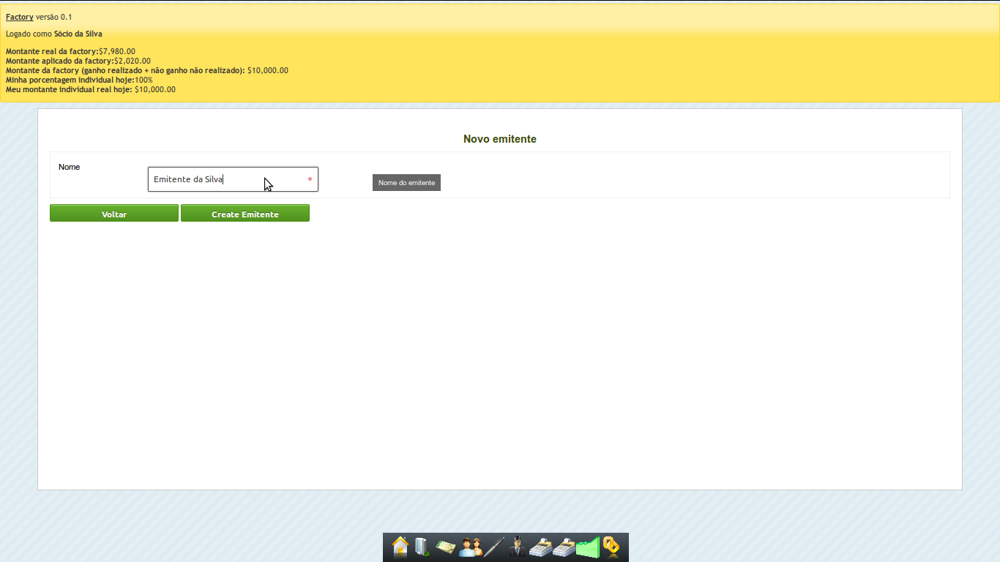 Factory versão 0.1
Logado como Sócio da Silva
Montante real da factory:$7,980.00
Montante aplicado da factory:$2,020.00
Montante da factory (ganho realizado + não ganho não realizado): $10,000.00
Minha porcentagem individual hoje:100%
Meu montante individual real hoje: $10,000.00
Novo emitente
Nome
Emitente da Silva *
Nome do emitente
Voltar
Create Emitente